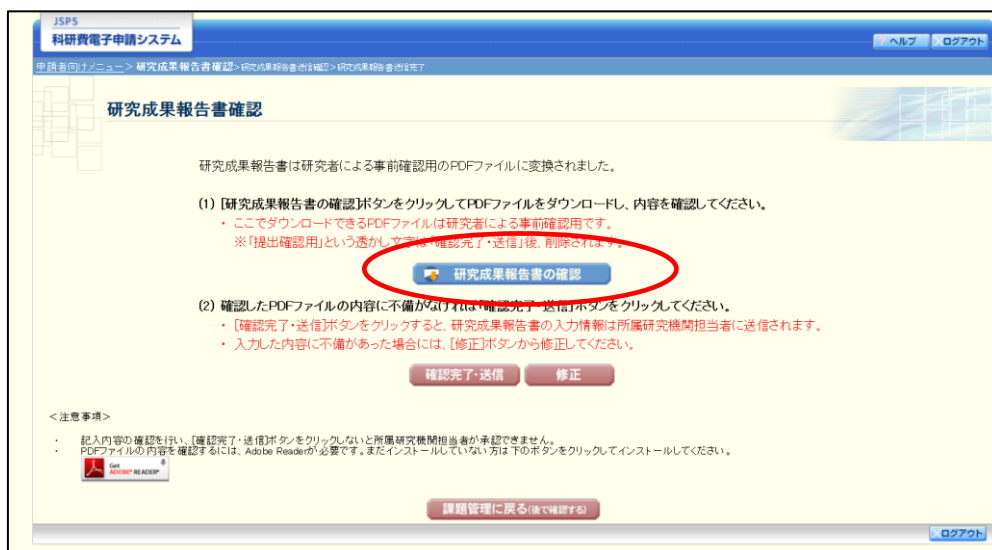 JSPS
科研費電子申請システム
ヘルプ
ログアウト
申請者向けメニュー>研究成果報告書確認>研究成果報告書送信確認>研究成果報告書送信完了
研究成果報告書確認
研究成果報告書は研究者による事前確認用のPDFファイルに変換されました。
(1) [研究成果報告書の確認]ボタンをクリックしてPDFファイルをダウンロードし、内容を確認してください。
・ ここでダウンロードできるPDFファイルは研究者による事前確認用です。
※「提出確認用」という透かし文字は「確認完了・送信」後、削除されます。
研究成果報告書の確認
(2) 確認したPDFファイルの内容に不備がなければ「確認完了・送信」ボタンをクリックしてください。
・ [確認完了・送信]ボタンをクリックすると、研究成果報告書の入力情報は所属研究機関担当者に送信されます。
・ 入力した内容に不備があった場合には、[修正]ボタンから修正してください。
確認完了・送信
修正
<注意事項>
・ 記入内容の確認を行い、[確認完了・送信]ボタンをクリックしないと所属研究機関担当者が承認できません。
・ PDFファイルの内容を確認するには、Adobe Readerが必要です。まだインストールしていない方は下のボタンをクリックしてインストールしてください。
Get
ADOBE® READER®
課題管理に戻る(後で確認する)
ログアウト